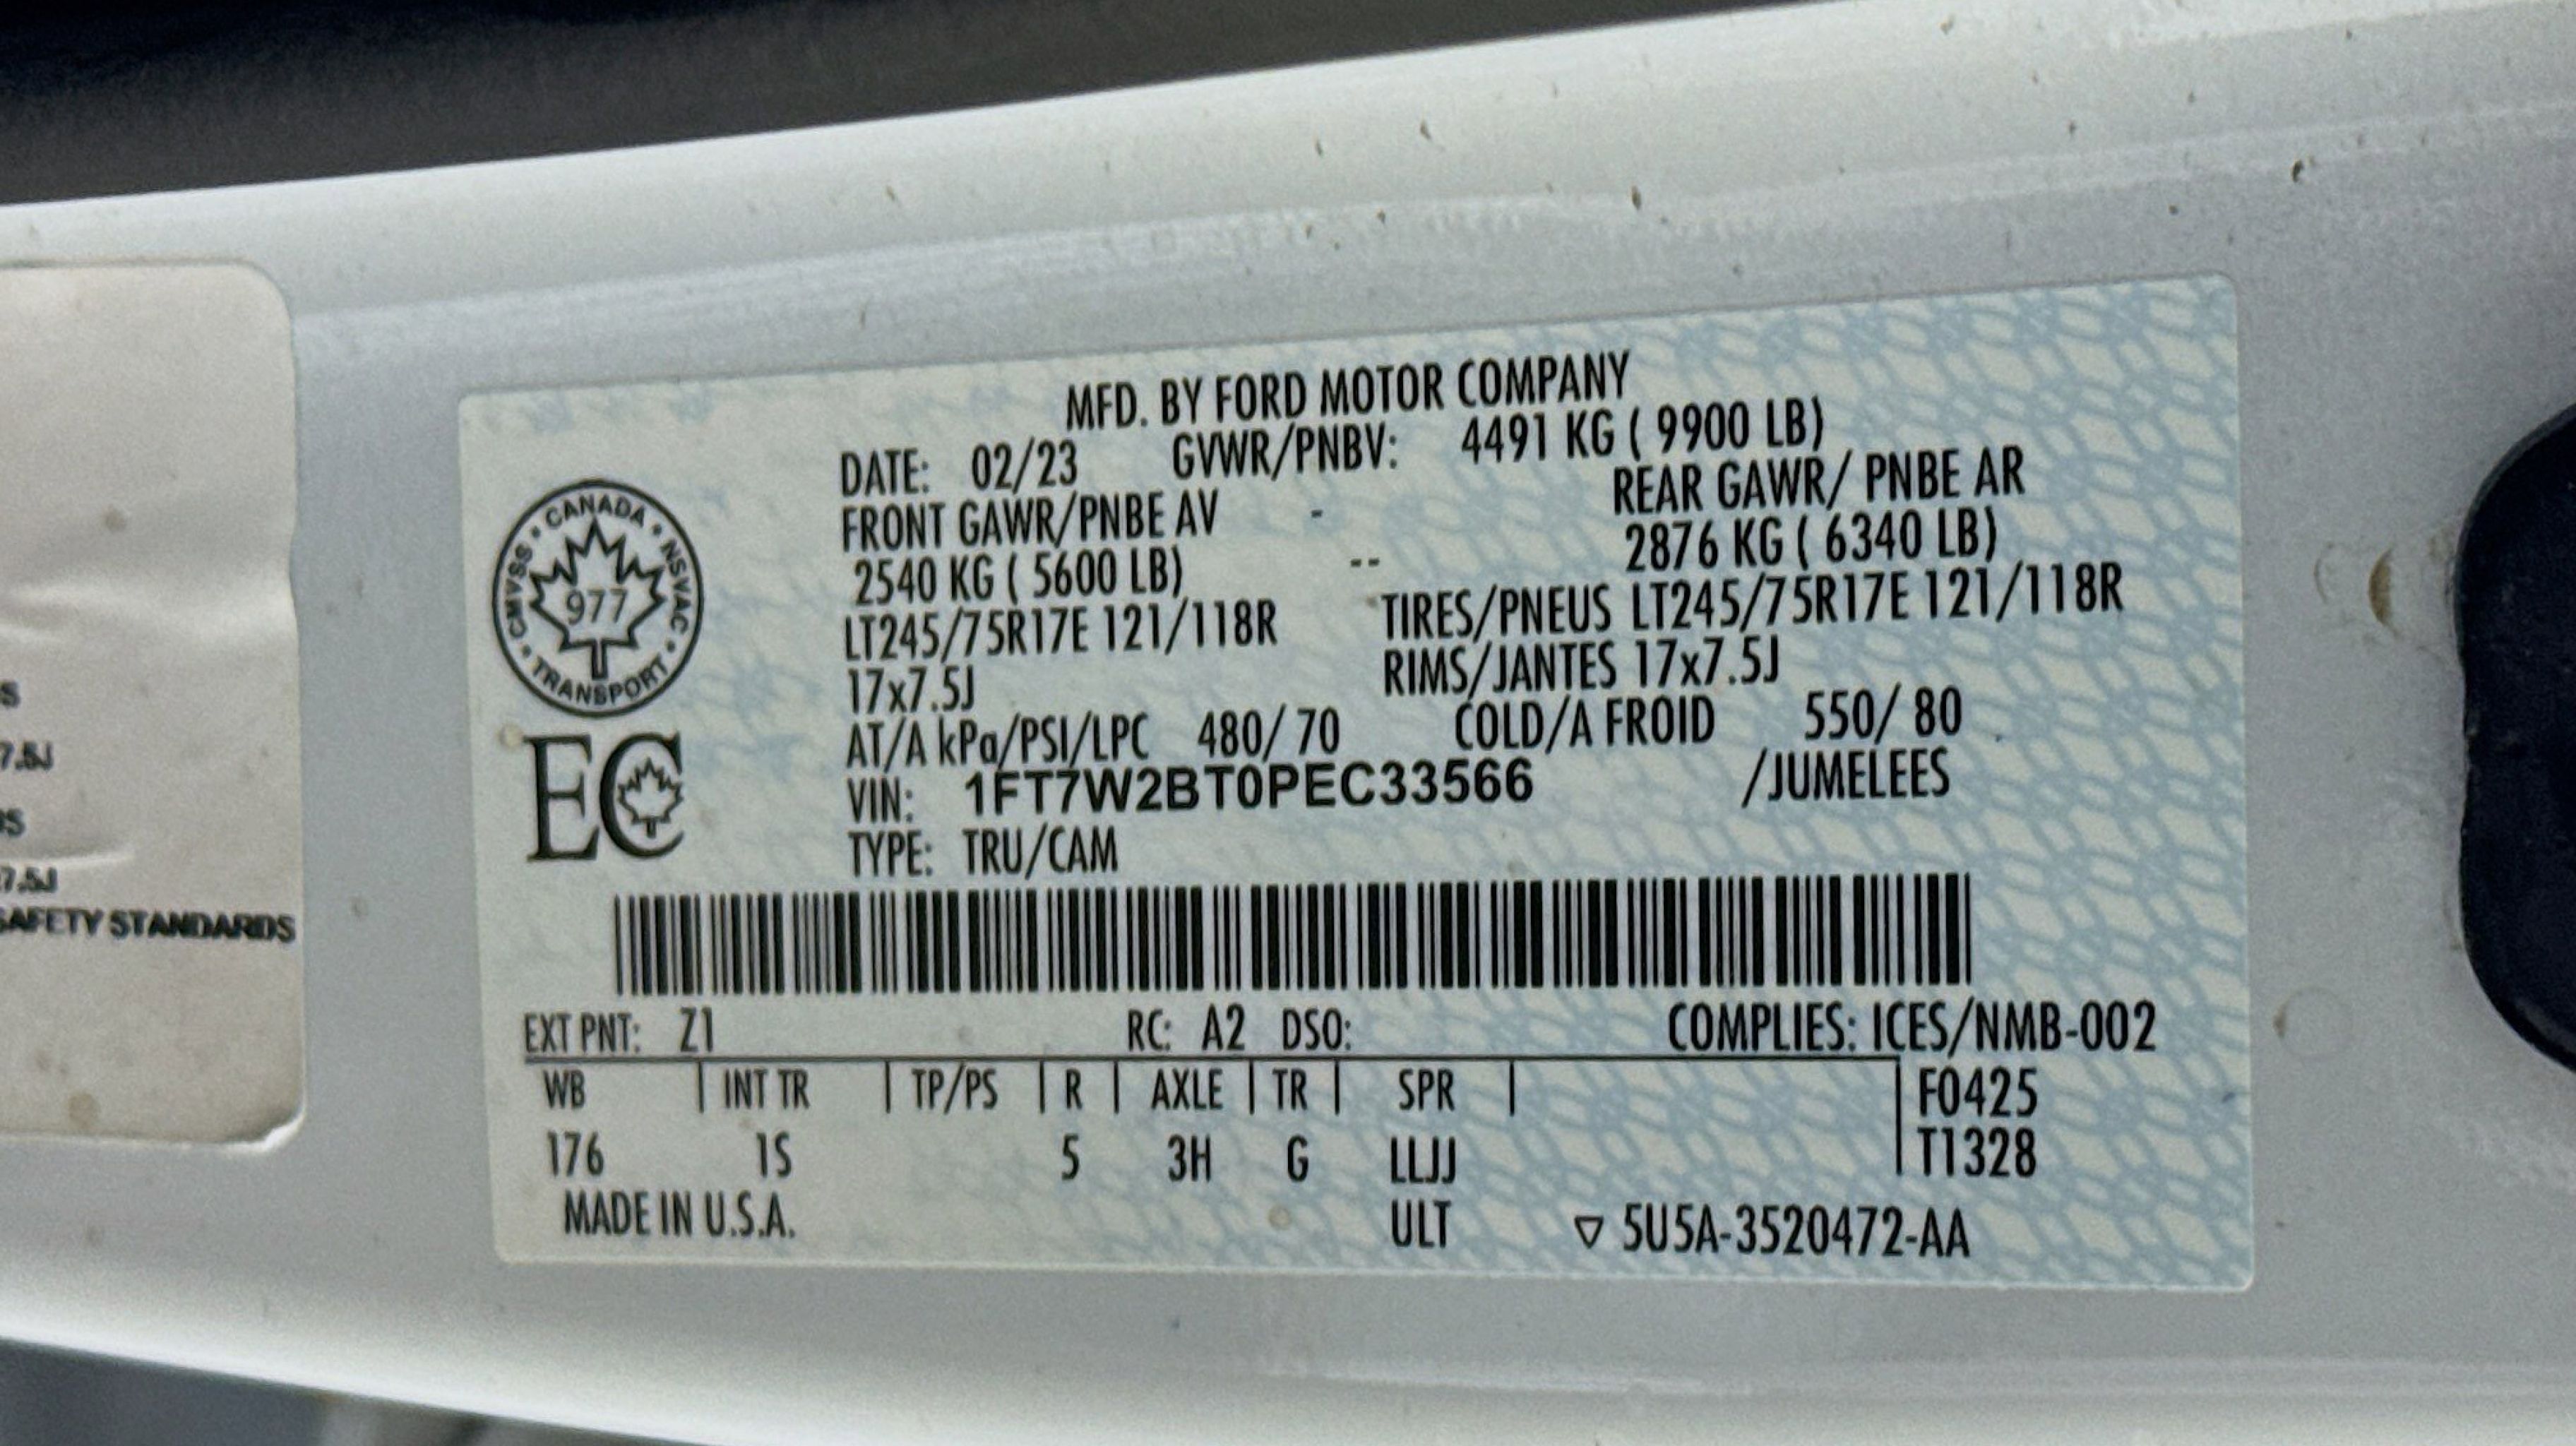 S
7.5J
SAFETY STANDARDS
MFD. BY FORD MOTOR COMPANY
DATE: 02/23 GVWR/PNBV: 4491 KG ( 9900 LB)
FRONT GAWR/PNBE AV - REAR GAWR/ PNBE AR
2540 KG ( 5600 LB) -- 2876 KG ( 6340 LB)
LT245/75R17E 121/118R TIRES/PNEUS LT245/75R17E 121/118R
17x7.5J RIMS/JANTES 17x7.5J
AT/A kPa/PSI/LPC 480/ 70 COLD/A FROID 550/ 80
VIN: 1FT7W2BT0PEC33566 /JUMELEES
TYPE: TRU/CAM
CANADA • NSVAC • TRANSPORT • CMVSS •
977
EC
EXT PNT: Z1 RC: A2 DSO: COMPLIES: ICES/NMB-002
WB | INT TR | TP/PS | R | AXLE | TR | SPR | F0425
176 1S 5 3H G LLJJ T1328
MADE IN U.S.A. ULT ▽ 5U5A-3520472-AA